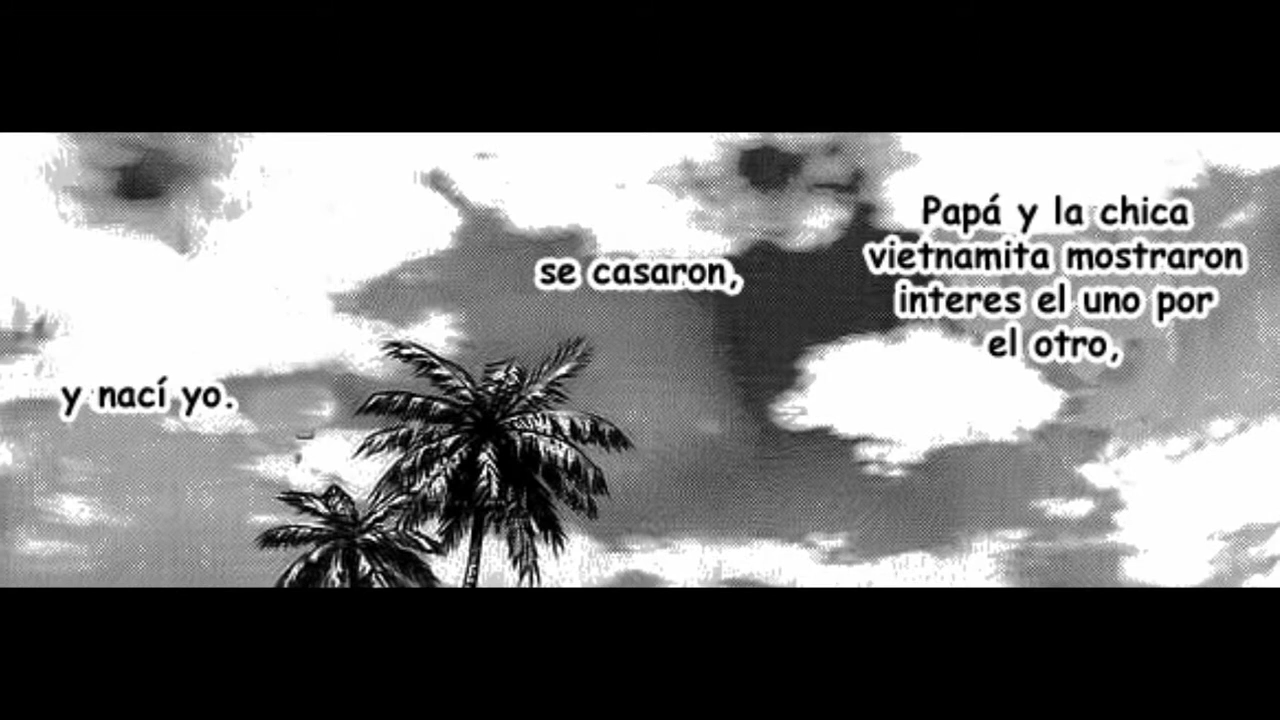 Papá y la chica
vietnamita mostraron
interes el uno por
el otro,
se casaron,
y nací yo.